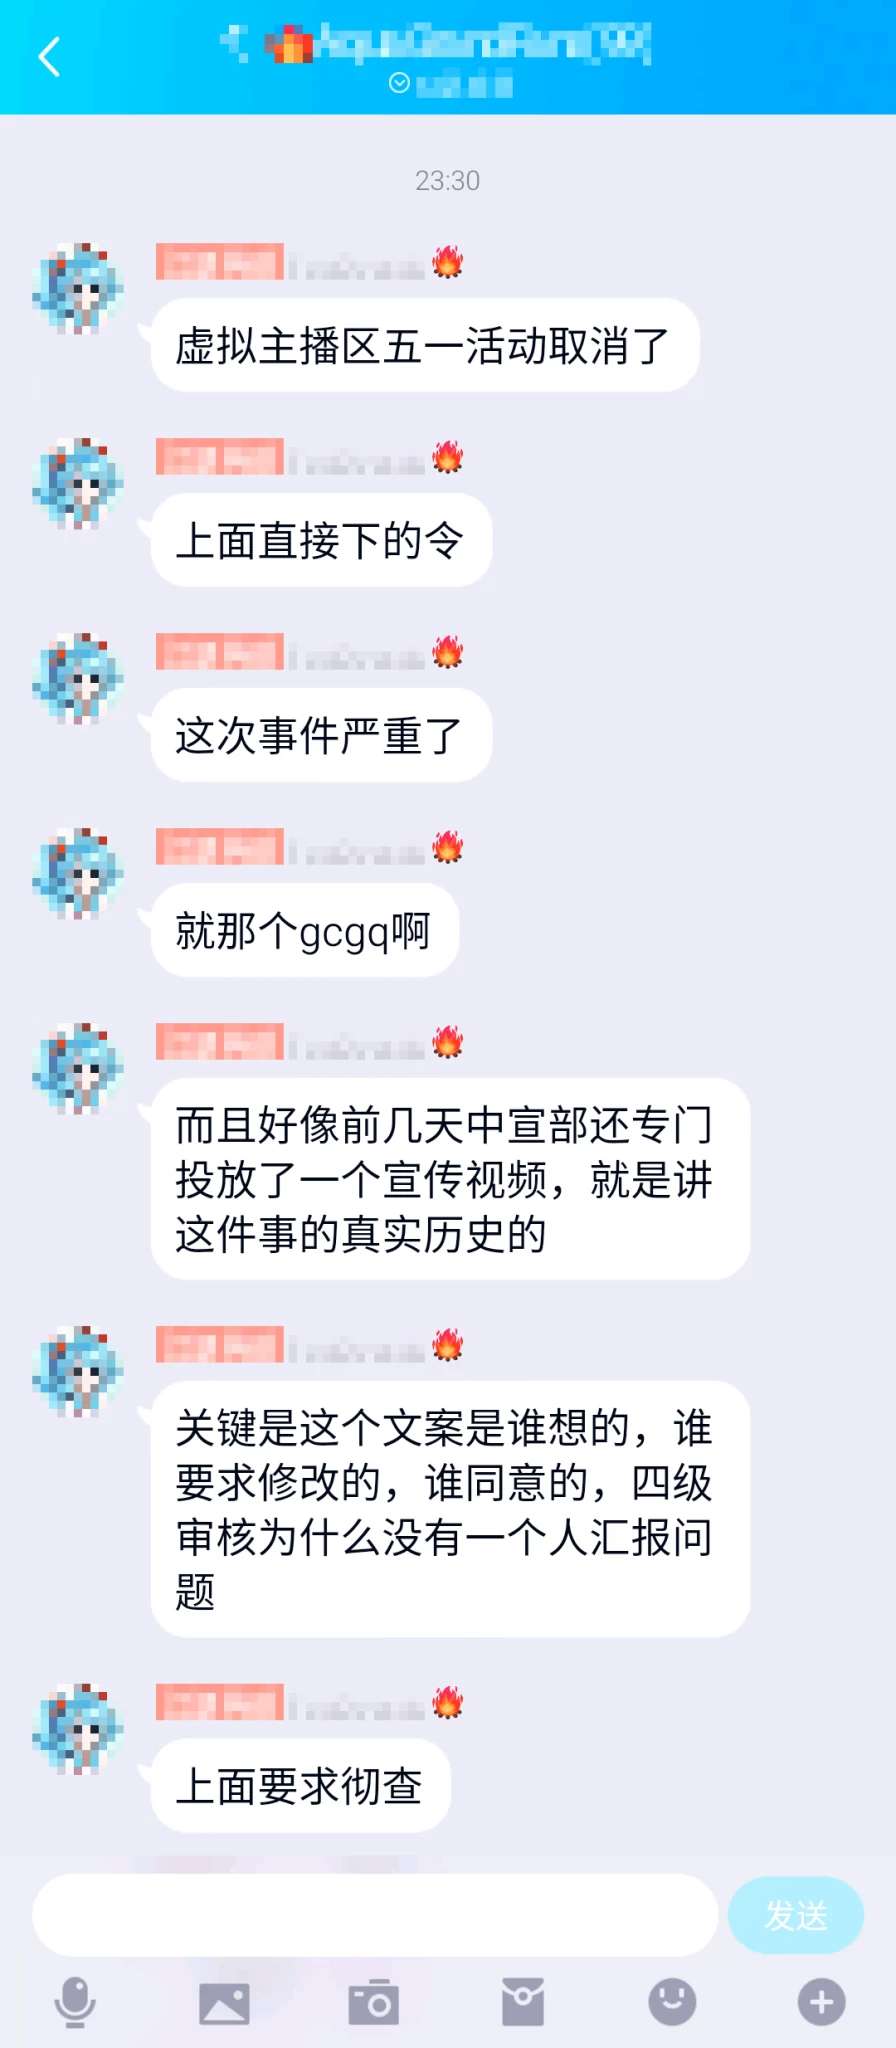 23:30
虚拟主播区五一活动取消了
上面直接下的令
这次事件严重了
就那个gcgq啊
而且好像前几天中宣部还专门
投放了一个宣传视频，就是讲
这件事的真实历史的
关键是这个文案是谁想的，谁
要求修改的，谁同意的，四级
审核为什么没有一个人汇报问
题
上面要求彻查
发送